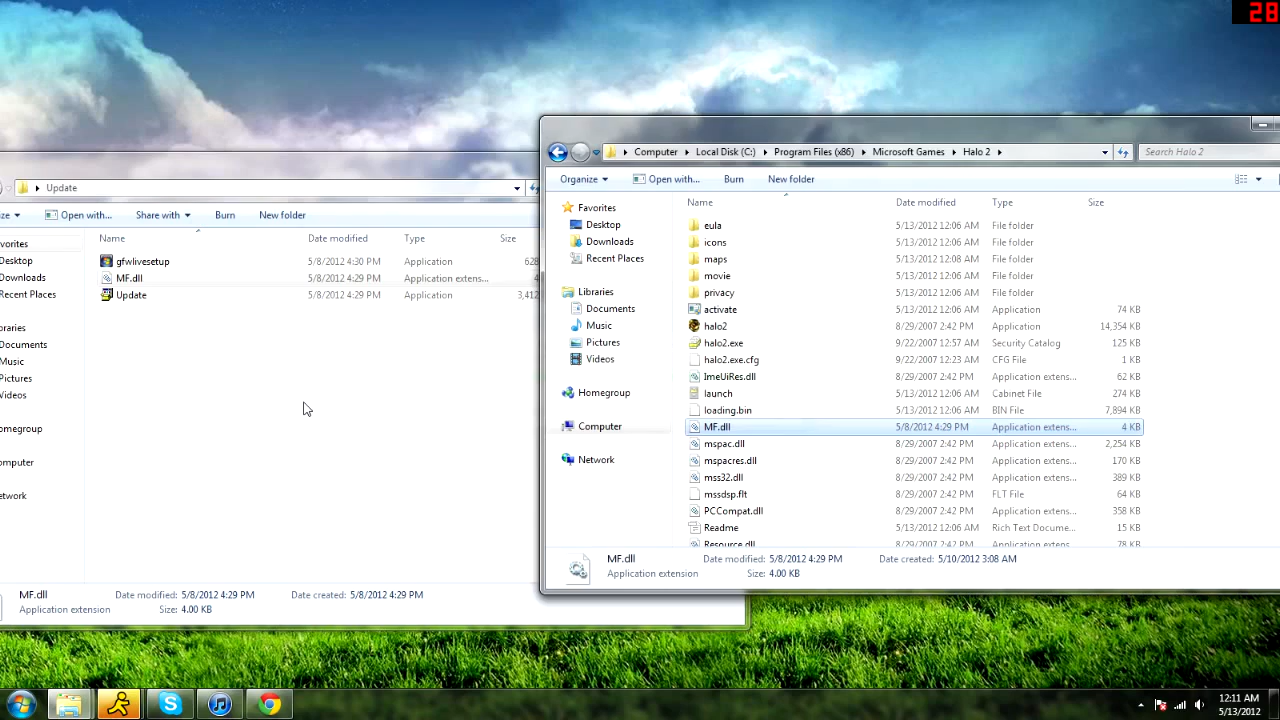 28
Update
ze
Open with...
Share with
Burn
New folder
Name
Date modified
Type
Size
vorites
esktop
ownloads
ecent Places
braries
ocuments
Music
ictures
ideos
omegroup
omputer
etwork
gfwlivesetup 5/8/2012 4:30 PM Application 628
MF.dll 5/8/2012 4:29 PM Application extens... 4
Update 5/8/2012 4:29 PM Application 3,412
MF.dll Date modified: 5/8/2012 4:29 PM Date created: 5/8/2012 4:29 PM
Application extension Size: 4.00 KB
Computer Local Disk (C:) Program Files (x86) Microsoft Games Halo 2 Search Halo 2
Organize Open with... Burn New folder
Favorites
Desktop
Downloads
Recent Places
Libraries
Documents
Music
Pictures
Videos
Homegroup
Computer
Network
Name Date modified Type Size
eula 5/13/2012 12:06 AM File folder
icons 5/13/2012 12:06 AM File folder
maps 5/13/2012 12:08 AM File folder
movie 5/13/2012 12:06 AM File folder
privacy 5/13/2012 12:06 AM File folder
activate 5/13/2012 12:06 AM Application 74 KB
halo2 8/29/2007 2:42 PM Application 14,354 KB
halo2.exe 9/22/2007 12:57 AM Security Catalog 125 KB
halo2.exe.cfg 9/22/2007 12:23 AM CFG File 1 KB
ImeUiRes.dll 8/29/2007 2:42 PM Application extens... 62 KB
launch 5/13/2012 12:06 AM Cabinet File 274 KB
loading.bin 5/13/2012 12:06 AM BIN File 7,894 KB
MF.dll 5/8/2012 4:29 PM Application extens... 4 KB
mspac.dll 8/29/2007 2:42 PM Application extens... 2,254 KB
mspacres.dll 8/29/2007 2:42 PM Application extens... 170 KB
mss32.dll 8/29/2007 2:42 PM Application extens... 389 KB
mssdsp.flt 8/29/2007 2:42 PM FLT File 64 KB
PCCompat.dll 8/29/2007 2:42 PM Application extens... 358 KB
Readme 5/13/2012 12:06 AM Rich Text Docume... 15 KB
Resource.dll 8/29/2007 2:42 PM Application extens... 78 KB
MF.dll Date modified: 5/8/2012 4:29 PM Date created: 5/10/2012 3:08 AM
Application extension Size: 4.00 KB
12:11 AM
5/13/2012